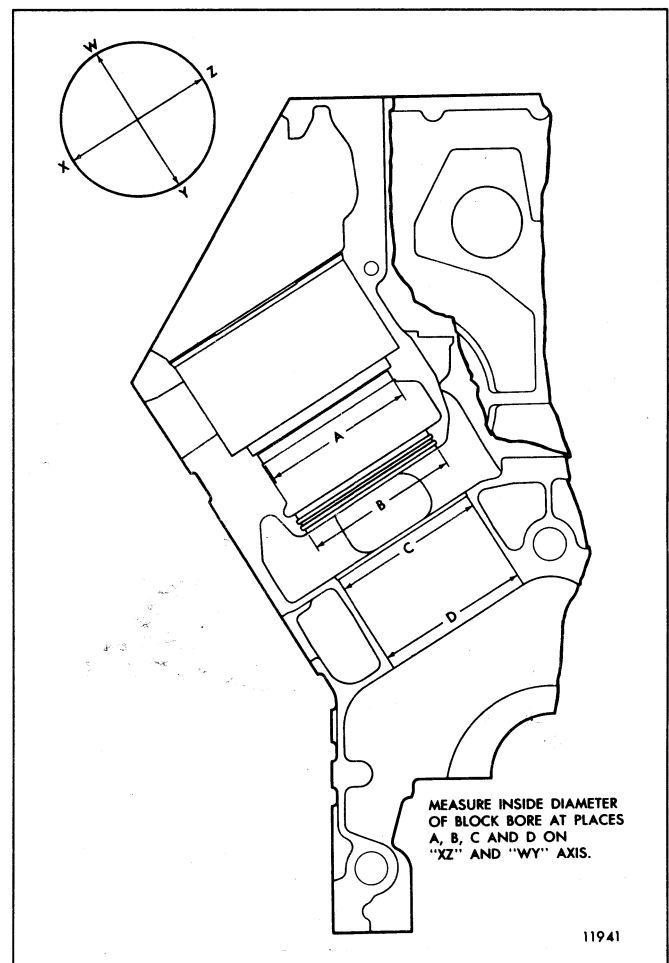 W
Z
X
Y
A
B
C
D
MEASURE INSIDE DIAMETER
OF BLOCK BORE AT PLACES
A, B, C AND D ON
"XZ" AND "WY" AXIS.
11941